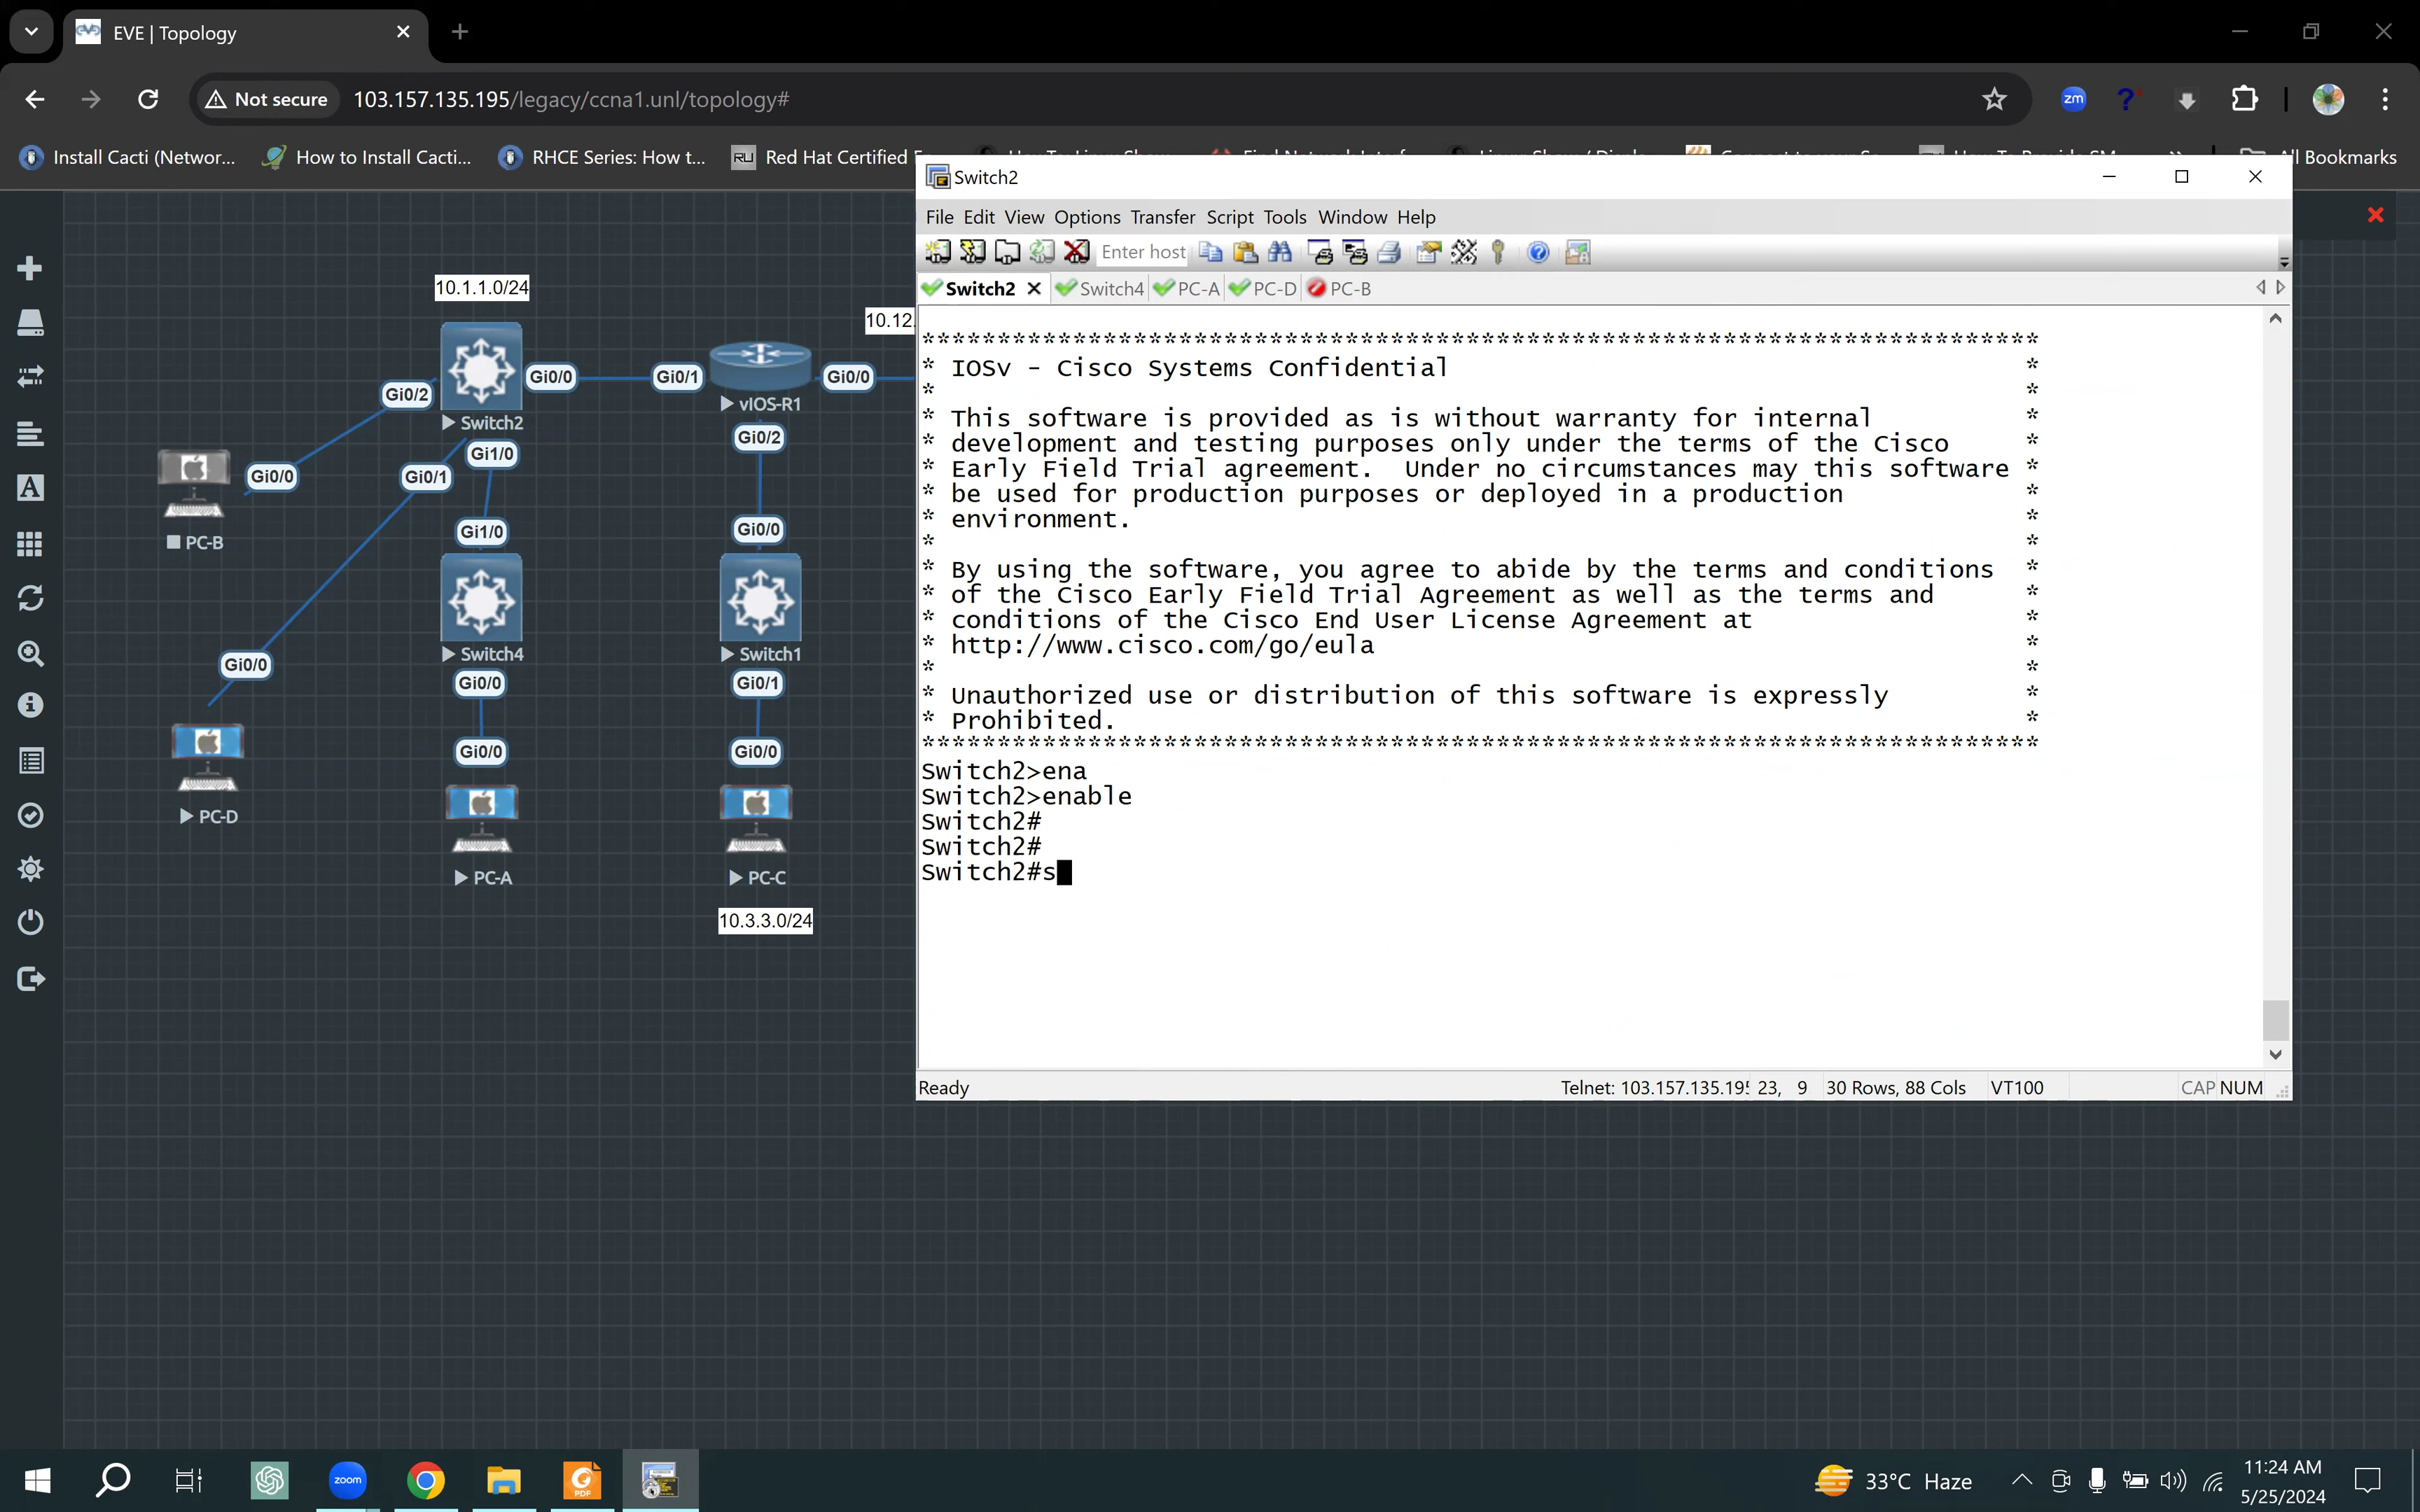 EVE | Topology
Not secure
103.157.135.195/legacy/ccna1.unl/topology#
zm
Install Cacti (Networ...
How to Install Cacti...
RHCE Series: How t...
RU
Red Hat Certified
All Bookmarks
Switch2
File Edit View Options Transfer Script Tools Window Help
Enter host
Switch2
Switch4
PC-A
PC-D
PC-B
********************************************************************************
* IOSv - Cisco Systems Confidential *
* *
* This software is provided as is without warranty for internal *
* development and testing purposes only under the terms of the Cisco *
* Early Field Trial agreement.  Under no circumstances may this software *
* be used for production purposes or deployed in a production *
* environment. *
* *
* By using the software, you agree to abide by the terms and conditions *
* of the Cisco Early Field Trial Agreement as well as the terms and *
* conditions of the Cisco End User License Agreement at *
* http://www.cisco.com/go/eula *
* *
* Unauthorized use or distribution of this software is expressly *
* Prohibited. *
********************************************************************************
Switch2>ena
Switch2>enable
Switch2#
Switch2#
Switch2#s
Ready
Telnet: 103.157.135.195
23, 9
30 Rows, 88 Cols
VT100
CAP NUM
10.1.1.0/24
10.12.
Gi0/2
Gi0/0
Gi0/1
Gi0/0
Switch2
vIOS-R1
Gi1/0
Gi0/2
Gi0/0
Gi0/1
PC-B
Gi1/0
Gi0/0
Gi0/0
Switch4
Switch1
Gi0/0
Gi0/1
PC-D
Gi0/0
Gi0/0
PC-A
PC-C
10.3.3.0/24
zoom
PDF
33°C Haze
11:24 AM
5/25/2024